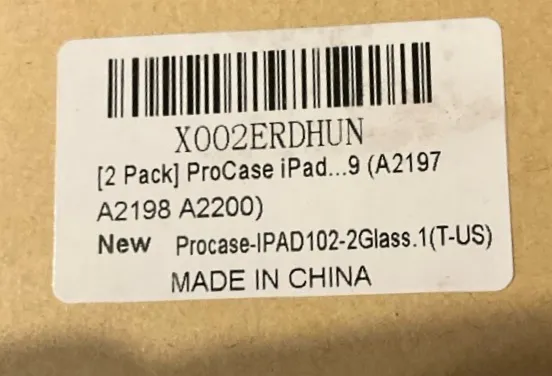 X002ERDHUN
[2 Pack] ProCase iPad...9 (A2197
A2198 A2200)
New Procase-IPAD102-2Glass.1(T-US)
MADE IN CHINA